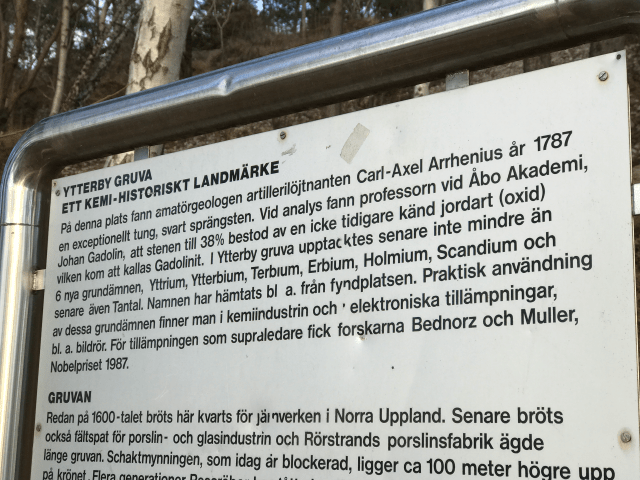 YTTERBY GRUVA
ETT KEMI-HISTORISKT LANDMÄRKE
På denna plats fann amatörgeologen artillerilöjtnanten Carl-Axel Arrhenius år 1787
en exceptionellt tung, svart sprängsten. Vid analys fann professorn vid Åbo Akademi,
Johan Gadolin, att stenen till 38% bestod av en icke tidigare känd jordart (oxid)
vilken kom att kallas Gadolinit. I Ytterby gruva upptacktes senare inte mindre än
6 nya grundämnen, Yttrium, Ytterbium, Terbium, Erbium, Holmium, Scandium och
senare även Tantal. Namnen har hämtats bl a. från fyndplatsen. Praktisk användning
av dessa grundämnen finner man i kemiindustrin och elektroniska tillämpningar,
bl. a. bildrör. För tillämpningen som supraledare fick forskarna Bednorz och Muller,
Nobelpriset 1987.
GRUVAN
Redan på 1600-talet bröts här kvarts för järnverken i Norra Uppland. Senare bröts
också fältspat för porslin- och glasindustrin och Rörstrands porslinsfabrik ägde
länge gruvan. Schaktmynningen, som idag är blockerad, ligger ca 100 meter högre upp
på krönet. Flera generationer